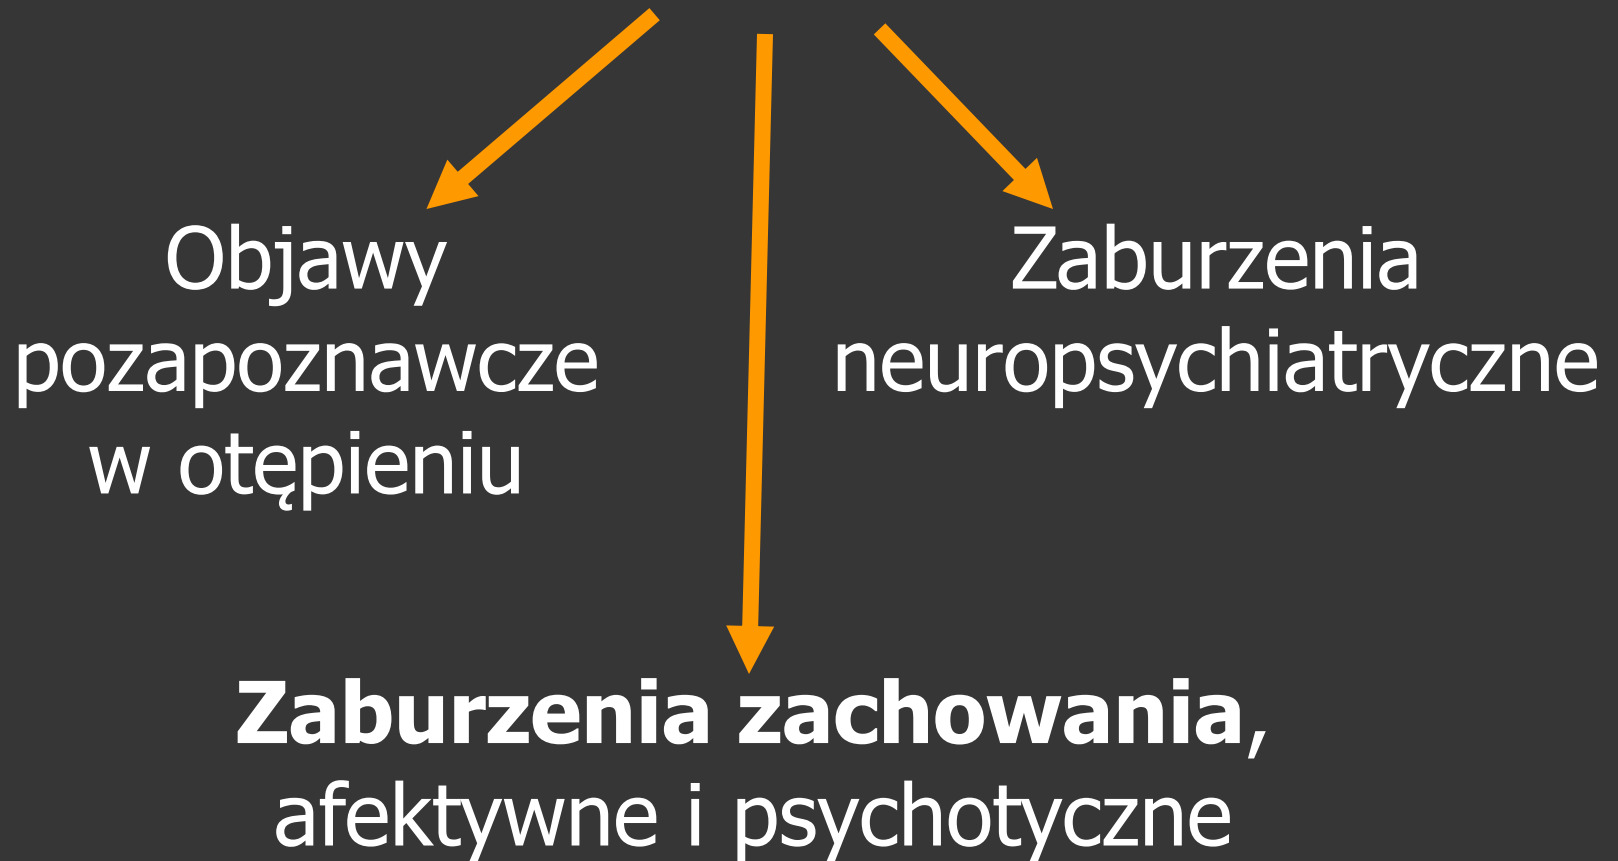 Objawy
pozapoznawcze
w otępieniu
Zaburzenia
neuropsychiatryczne
Zaburzenia zachowania,
afektywne i psychotyczne